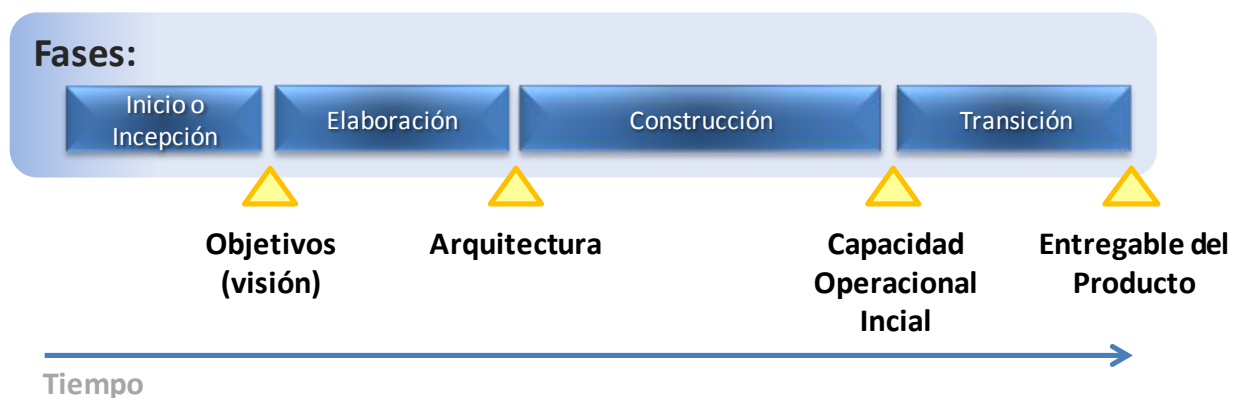 Fases:
Inicio o
Incepción
Elaboración
Construcción
Transición
Objetivos
(visión)
Arquitectura
Capacidad
Operacional
Incial
Entregable del
Producto
Tiempo